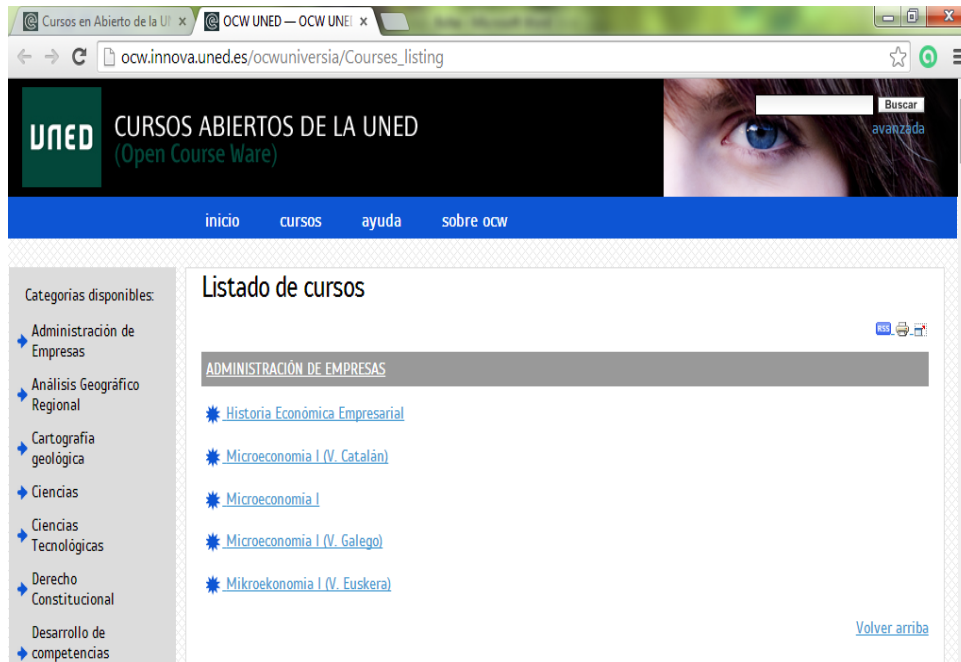 Cursos en Abierto de la U
OCW UNED — OCW UNE
ocw.innova.uned.es/ocwuniversia/Courses_listing
UNED
CURSOS ABIERTOS DE LA UNED
(Open Course Ware)
Buscar
avanzada
inicio cursos ayuda sobre ocw
Categorias disponibles:
Administración de
Empresas
Análisis Geográfico
Regional
Cartografía
geológica
Ciencias
Ciencias
Tecnológicas
Derecho
Constitucional
Desarrollo de
competencias
Listado de cursos
RSS
ADMINISTRACIÓN DE EMPRESAS
Historia Económica Empresarial
Microeconomía I (V. Catalán)
Microeconomía I
Microeconomía I (V. Galego)
Mikroekonomia I (V. Euskera)
Volver arriba